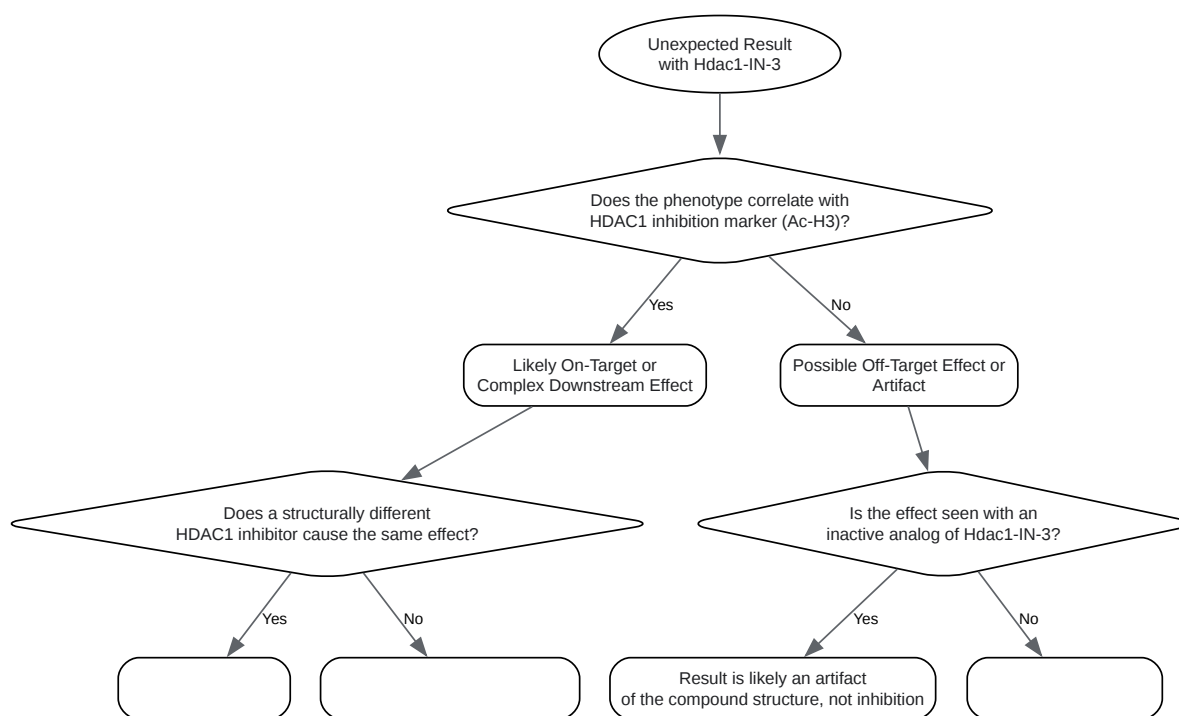 Unexpected Result
with Hdac1-IN-3
Does the phenotype correlate with
HDAC1 inhibition marker (Ac-H3)?
Yes
No
Likely On-Target or
Complex Downstream Effect
Possible Off-Target Effect or
Artifact
Does a structurally different
HDAC1 inhibitor cause the same effect?
Is the effect seen with an
inactive analog of Hdac1-IN-3?
Yes
No
Yes
No
Result is likely an artifact
of the compound structure, not inhibition